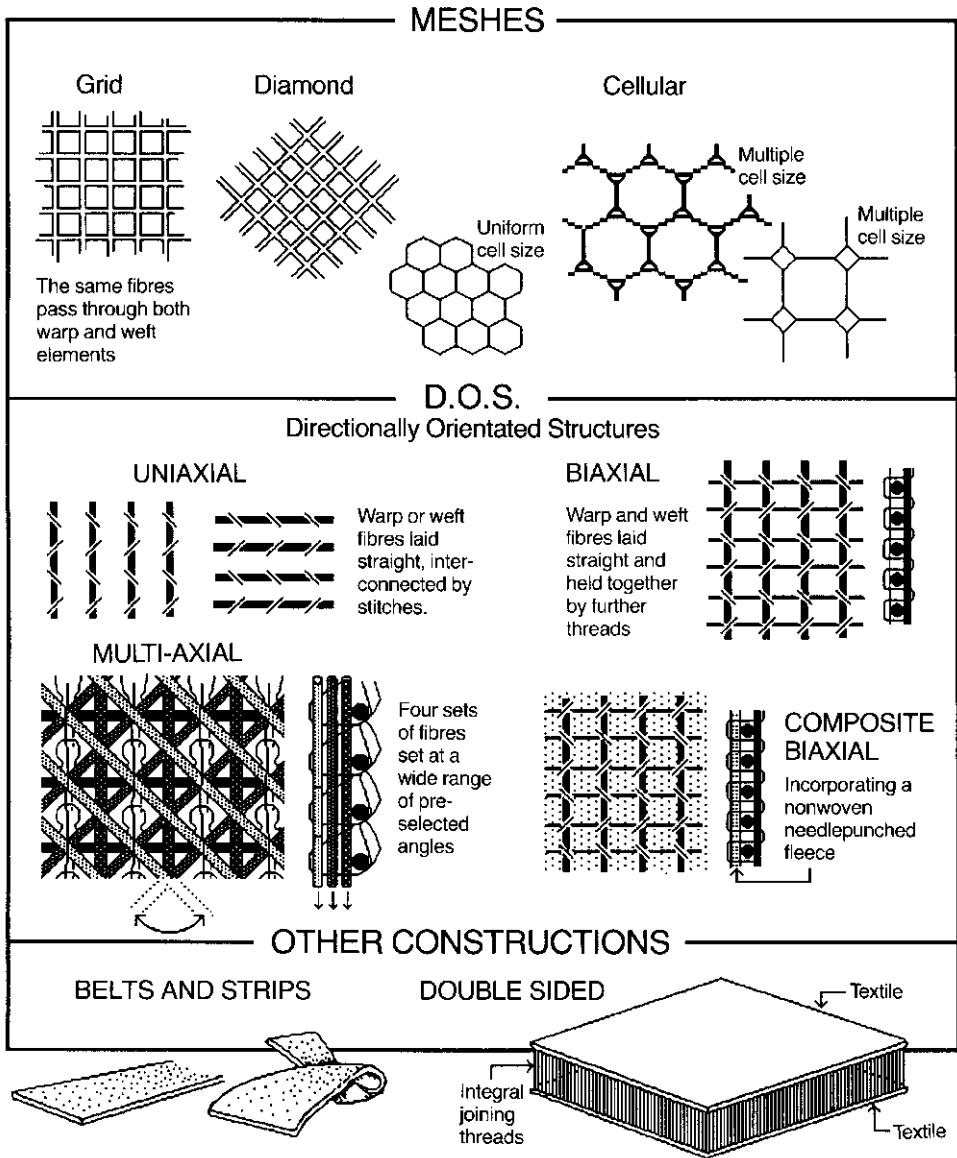 MESHES
Grid
Diamond
Cellular
The same fibres
pass through both
warp and weft
elements
Uniform
cell size
Multiple
cell size
Multiple
cell size
D.O.S.
Directionally Orientated Structures
UNIAXIAL
Warp or weft
fibres laid
straight, inter-
connected by
stitches.
BIAXIAL
Warp and weft
fibres laid
straight and
held together
by further
threads
MULTI-AXIAL
Four sets
of fibres
set at a
wide range
of pre-
selected
angles
COMPOSITE
BIAXIAL
Incorporating a
nonwoven
needlepunched
fleece
OTHER CONSTRUCTIONS
BELTS AND STRIPS
DOUBLE SIDED
Textile
Integral
joining
threads
Textile